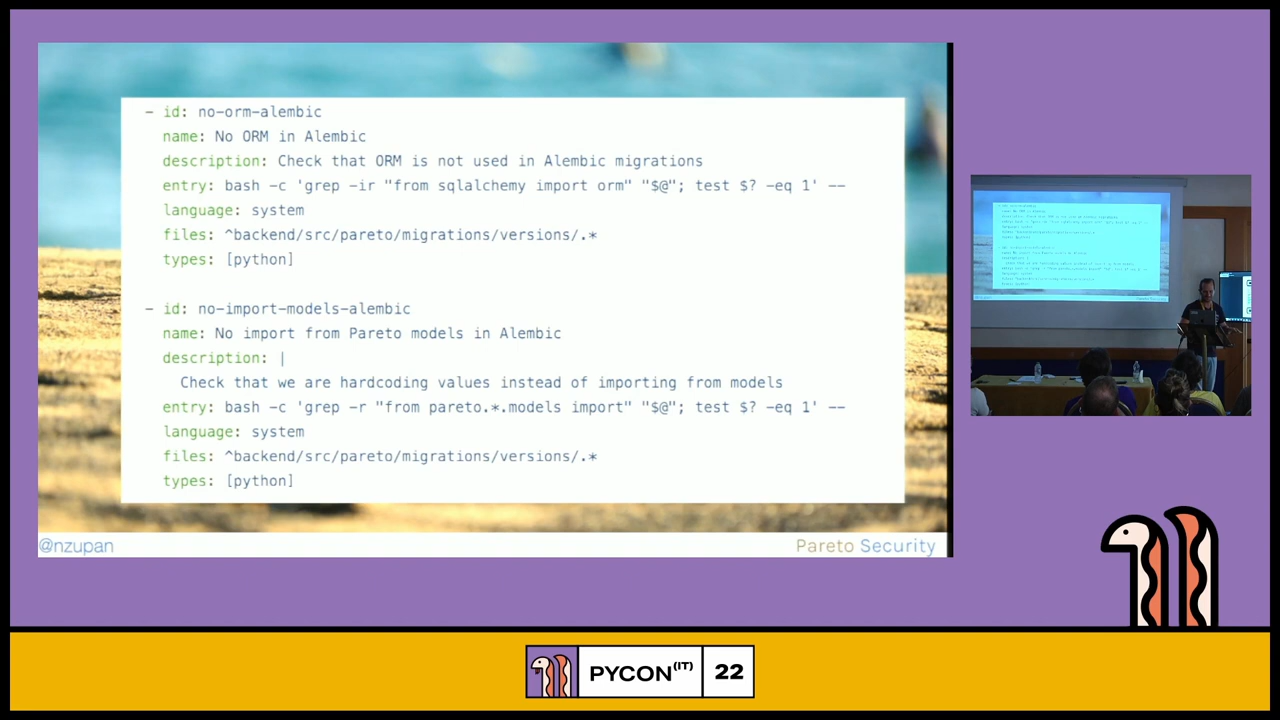 - id: no-orm-alembic
name: No ORM in Alembic
description: Check that ORM is not used in Alembic migrations
entry: bash -c 'grep -ir "from sqlalchemy import orm" "$@"; test $? -eq 1' --
language: system
files: ^backend/src/pareto/migrations/versions/.*
types: [python]
- id: no-import-models-alembic
name: No import from Pareto models in Alembic
description: |
Check that we are hardcoding values instead of importing from models
entry: bash -c 'grep -r "from pareto.*.models import" "$@"; test $? -eq 1' --
language: system
files: ^backend/src/pareto/migrations/versions/.*
types: [python]
@nzupan
Pareto Security
PYCON(IT) 22